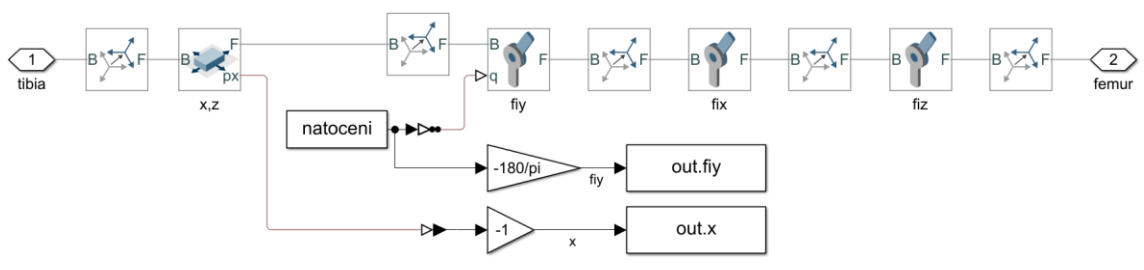 1
tibia
B F
B F px
x,z
B F
B q F
fiy
B F
B F
fix
B F
B F
fiz
B F
2
femur
natoceni
-180/pi
fiy
out.fiy
-1
x
out.x